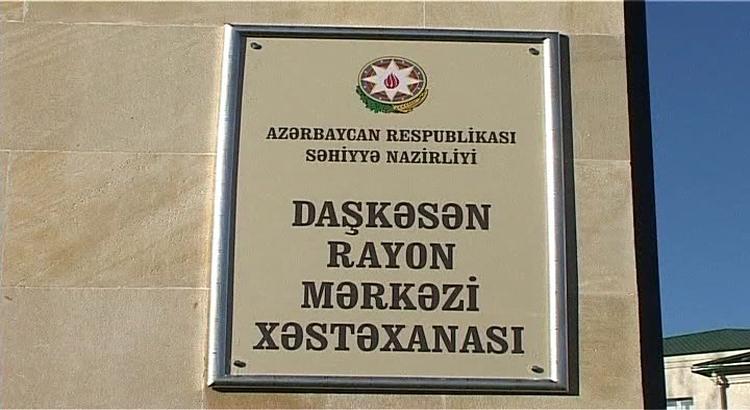 AZƏRBAYCAN RESPUBLİKASI
SƏHİYYƏ NAZİRLİYİ
DAŞKƏSƏN
RAYON
MƏRKƏZİ
XƏSTƏXANASI